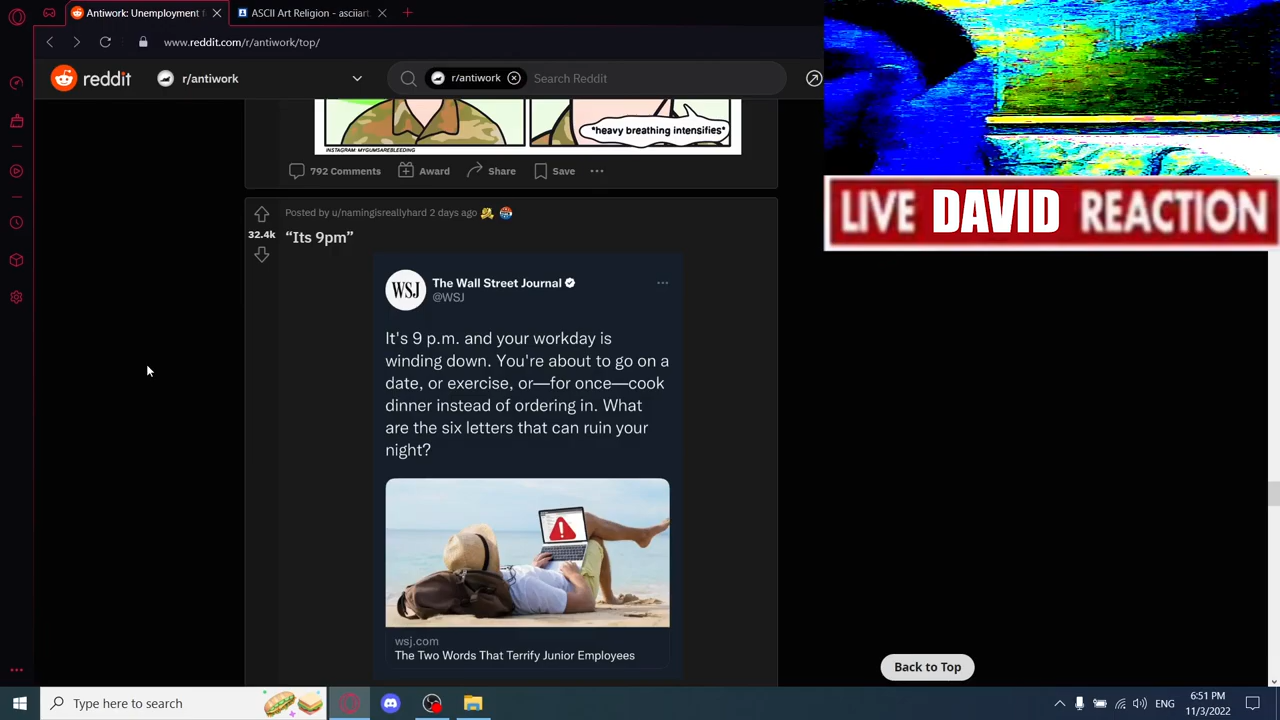 Antiwork: Unemployment f
ASCII Art Religion - asciiart
www.reddit.com/r/antiwork/top/
reddit
r/antiwork
r/antiwork
Search Reddit
*heavy breathing intensifies*
INSTAGRAM: MYGUMSAREBLEEDING
792 Comments
Award
Share
Save
LIVE DAVID REACTION
Posted by u/namingisreallyhard 2 days ago
32.4k
“Its 9pm”
WSJ
The Wall Street Journal
@WSJ
It's 9 p.m. and your workday is
winding down. You're about to go on a
date, or exercise, or—for once—cook
dinner instead of ordering in. What
are the six letters that can ruin your
night?
wsj.com
The Two Words That Terrify Junior Employees
Back to Top
Type here to search
ENG
6:51 PM
11/3/2022